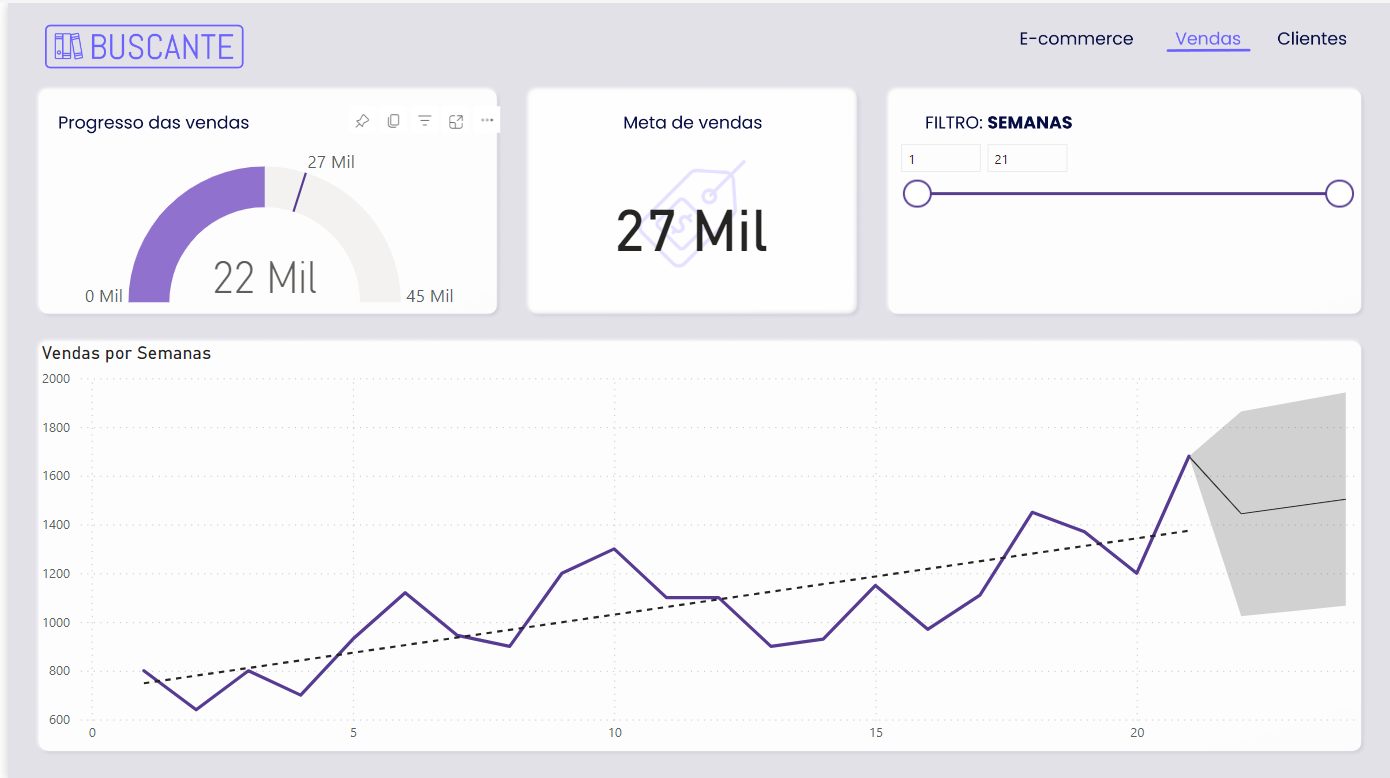 BUSCANTE
E-commerce Vendas Clientes
Progresso das vendas
27 Mil
22 Mil
0 Mil
45 Mil
Meta de vendas
27 Mil
FILTRO: SEMANAS
1 21
Vendas por Semanas
2000
1800
1600
1400
1200
1000
800
600
0 5 10 15 20